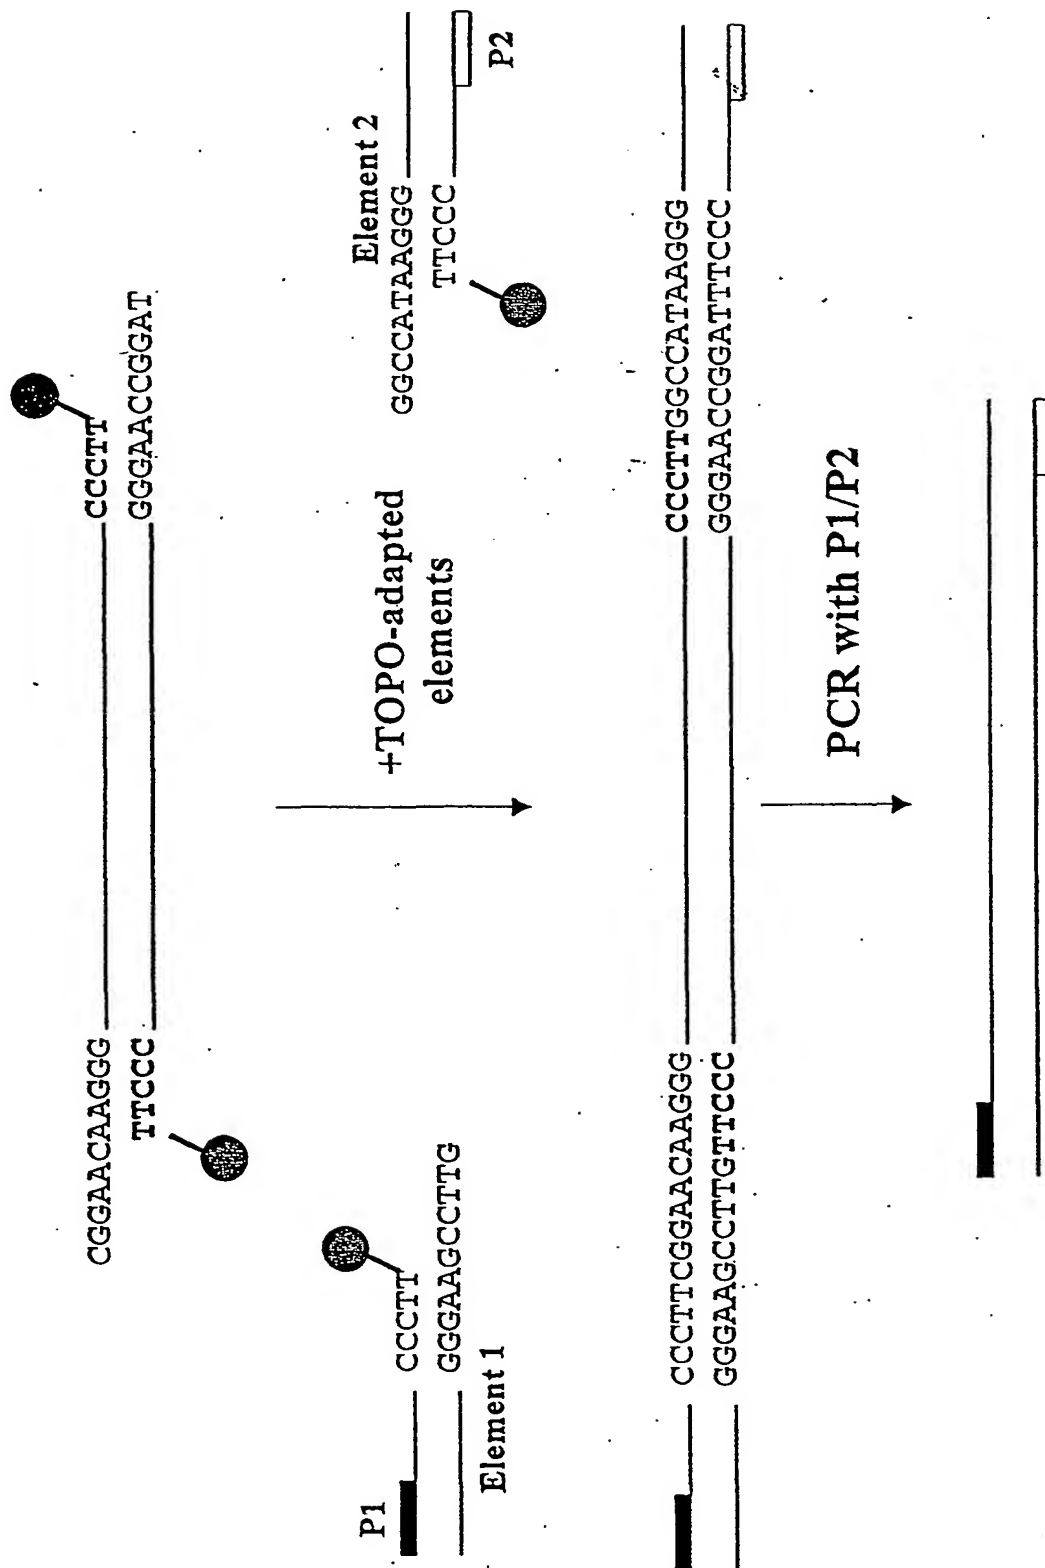 CGGAACAAGGG CCCTT
TTCCC GGGAACCGGAT
P1
CCCTT
GGGAAGCCTTG
Element 1
+TOPO-adapted
elements
Element 2
GGCCATAAGGG
TTCCC
P2
CCCTTCGGAACAAGGG CCCTTGGCCATAAGGG
GGGAAGCCTTGTTCCC GGGAACCGGATTTCCC
PCR with P1/P2